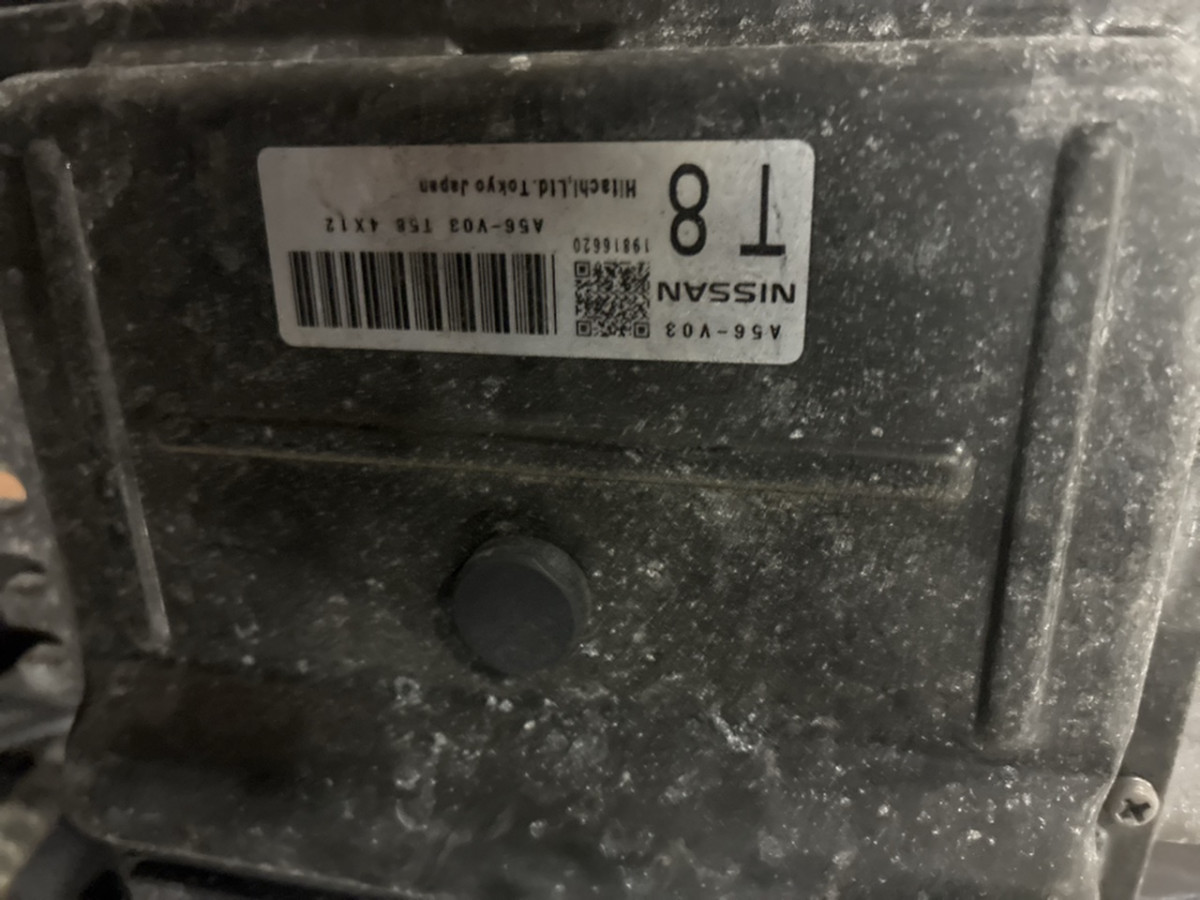 A56-V03
NISSAN
T8
19816620
A56-V03 T58 4X12
Hitachi,Ltd.Tokyo Japan